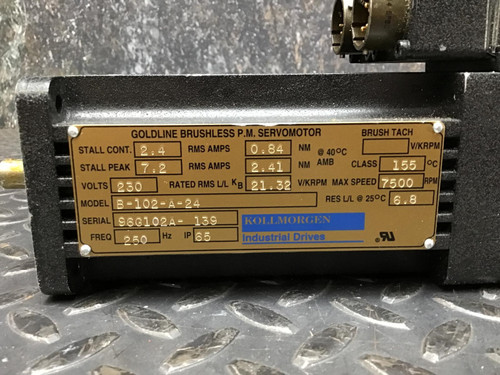 GOLDLINE BRUSHLESS P.M. SERVOMOTOR
STALL CONT. 2.4 RMS AMPS 0.84 NM @ 40°C AMB BRUSH TACH V/KRPM
STALL PEAK 7.2 RMS AMPS 2.41 NM CLASS 155 °C
VOLTS 230 RATED RMS L/L KB 21.32 V/KRPM MAX SPEED 7500 RPM
MODEL B-102-A-24 RES L/L @ 25°C 6.8
SERIAL 96G102A- 139 KOLLMORGEN
FREQ 250 HZ IP 65 Industrial Drives